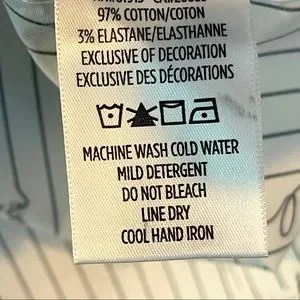 97% COTTON/COTON
3% ELASTANE/ELASTHANNE
EXCLUSIVE OF DECORATION
EXCLUSIVE DES DÉCORATIONS
MACHINE WASH COLD WATER
MILD DETERGENT
DO NOT BLEACH
LINE DRY
COOL HAND IRON